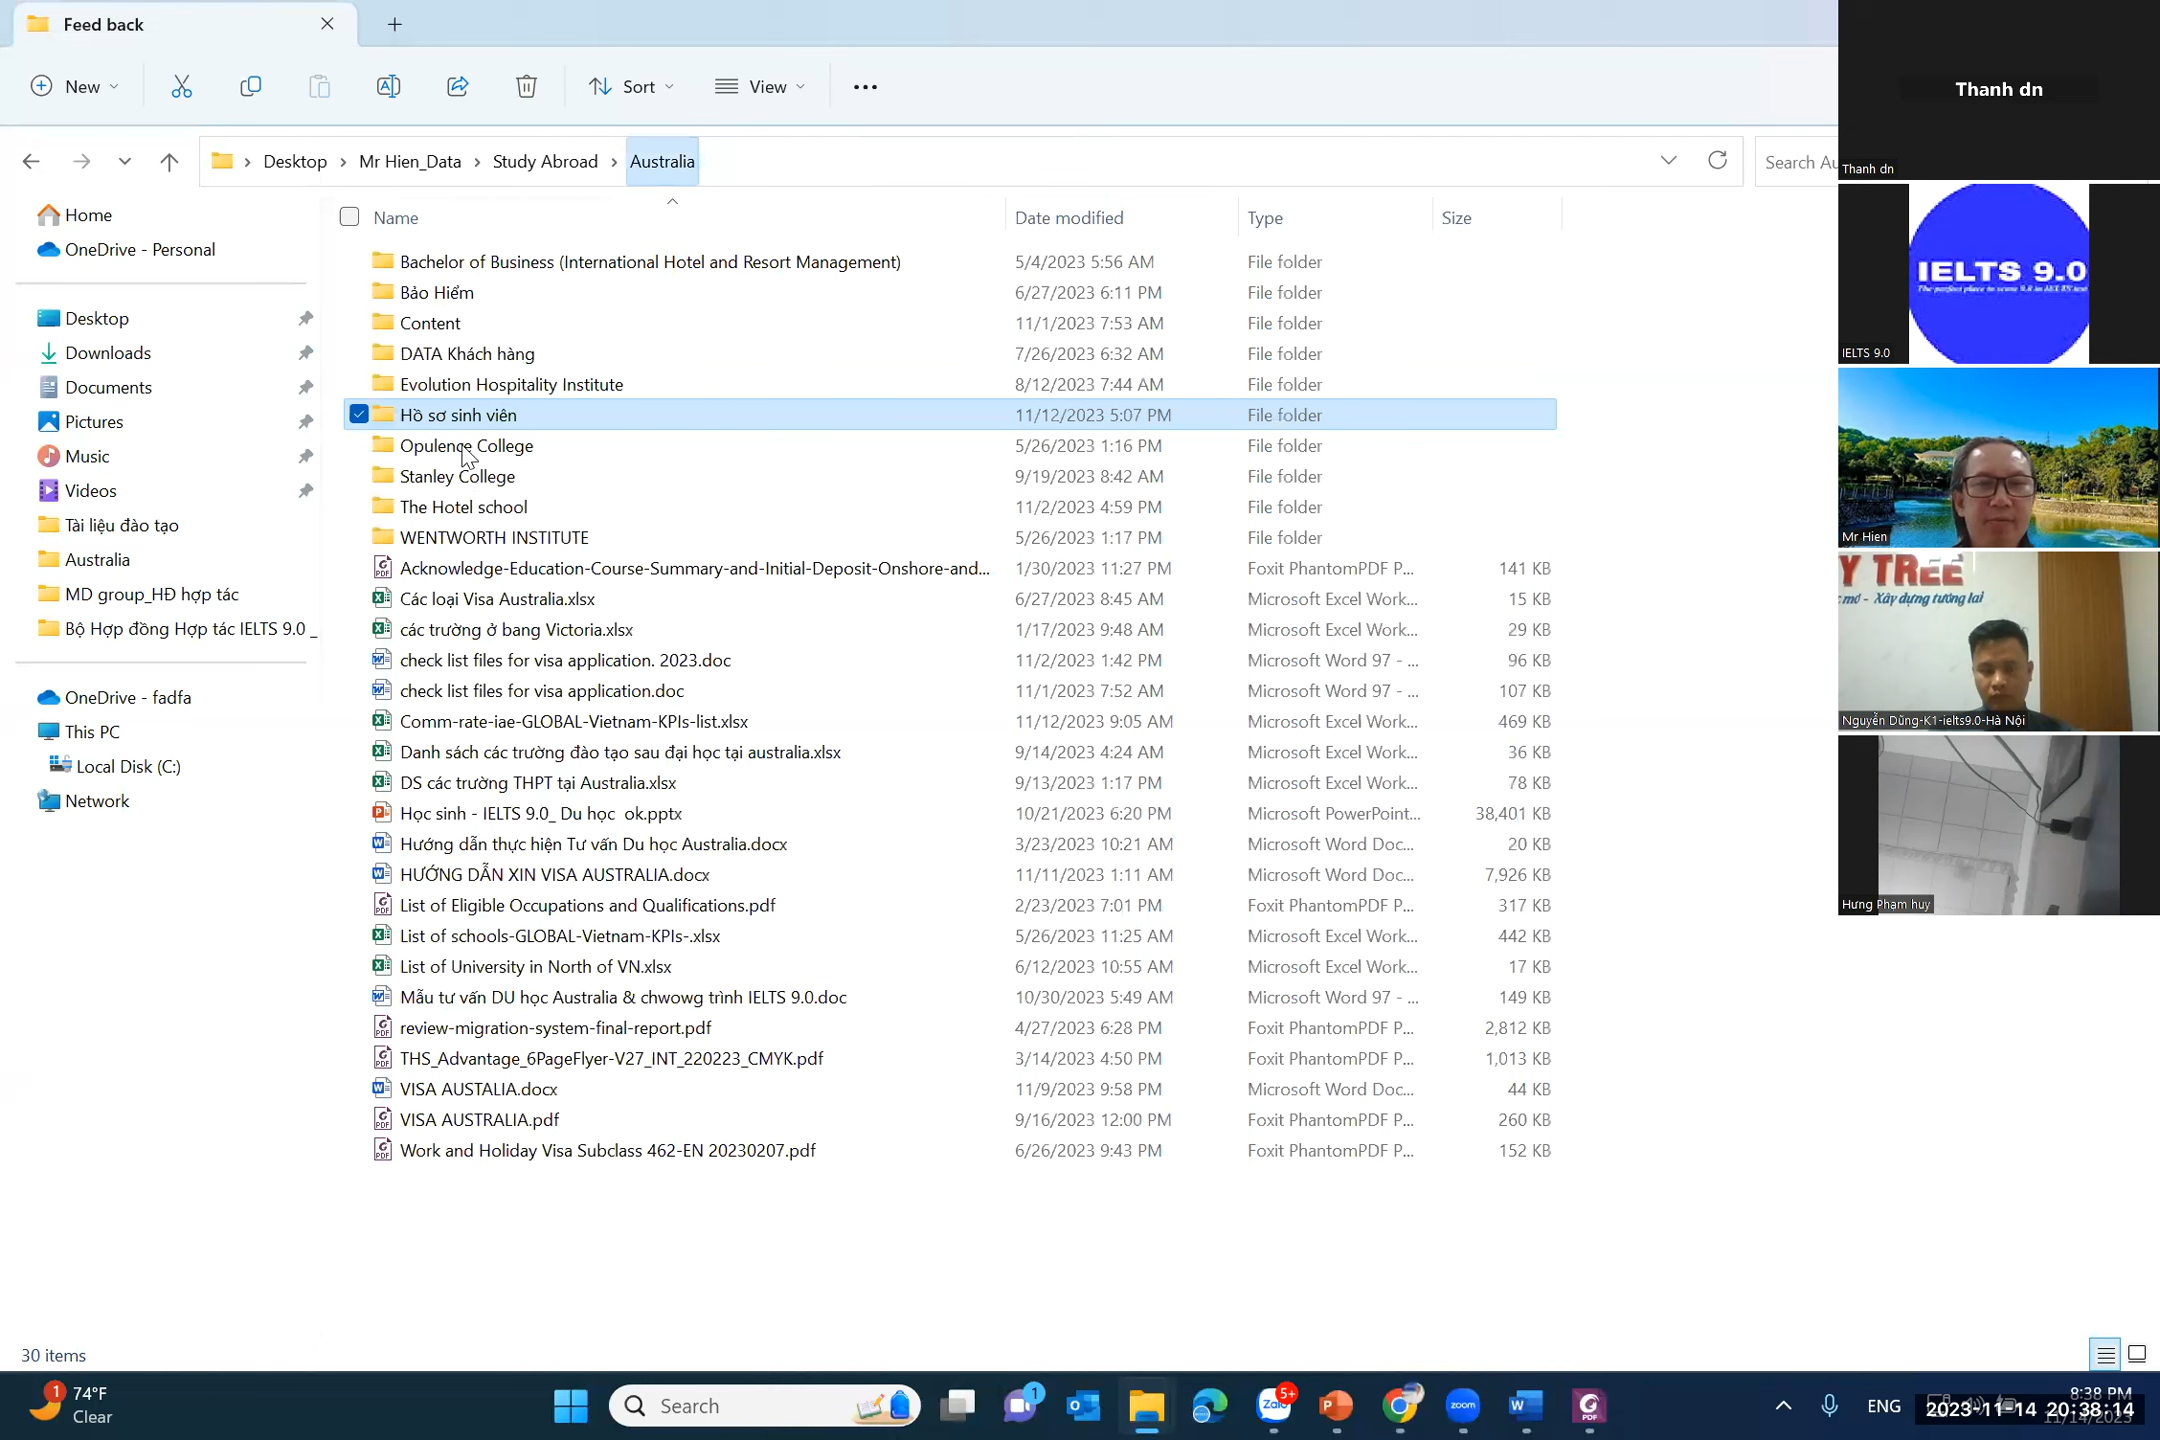 Feed back
New
Sort
View
Desktop > Mr Hien_Data > Study Abroad > Australia
Search Au
Home
OneDrive - Personal
Desktop
Downloads
Documents
Pictures
Music
Videos
Tài liệu đào tạo
Australia
MD group_HĐ hợp tác
Bộ Hợp đồng Hợp tác IELTS 9.0 _
OneDrive - fadfa
This PC
Local Disk (C:)
Network
Name Date modified Type Size
Bachelor of Business (International Hotel and Resort Management) 5/4/2023 5:56 AM File folder
Bảo Hiểm 6/27/2023 6:11 PM File folder
Content 11/1/2023 7:53 AM File folder
DATA Khách hàng 7/26/2023 6:32 AM File folder
Evolution Hospitality Institute 8/12/2023 7:44 AM File folder
Hồ sơ sinh viên 11/12/2023 5:07 PM File folder
Opulence College 5/26/2023 1:16 PM File folder
Stanley College 9/19/2023 8:42 AM File folder
The Hotel school 11/2/2023 4:59 PM File folder
WENTWORTH INSTITUTE 5/26/2023 1:17 PM File folder
Acknowledge-Education-Course-Summary-and-Initial-Deposit-Onshore-and... 1/30/2023 11:27 PM Foxit PhantomPDF P... 141 KB
Các loại Visa Australia.xlsx 6/27/2023 8:45 AM Microsoft Excel Work... 15 KB
các trường ở bang Victoria.xlsx 1/17/2023 9:48 AM Microsoft Excel Work... 29 KB
check list files for visa application. 2023.doc 11/2/2023 1:42 PM Microsoft Word 97 - ... 96 KB
check list files for visa application.doc 11/1/2023 7:52 AM Microsoft Word 97 - ... 107 KB
Comm-rate-iae-GLOBAL-Vietnam-KPIs-list.xlsx 11/12/2023 9:05 AM Microsoft Excel Work... 469 KB
Danh sách các trường đào tạo sau đại học tại australia.xlsx 9/14/2023 4:24 AM Microsoft Excel Work... 36 KB
DS các trường THPT tại Australia.xlsx 9/13/2023 1:17 PM Microsoft Excel Work... 78 KB
Học sinh - IELTS 9.0_ Du học  ok.pptx 10/21/2023 6:20 PM Microsoft PowerPoint... 38,401 KB
Hướng dẫn thực hiện Tư vấn Du học Australia.docx 3/23/2023 10:21 AM Microsoft Word Doc... 20 KB
HƯỚNG DẪN XIN VISA AUSTRALIA.docx 11/11/2023 1:11 AM Microsoft Word Doc... 7,926 KB
List of Eligible Occupations and Qualifications.pdf 2/23/2023 7:01 PM Foxit PhantomPDF P... 317 KB
List of schools-GLOBAL-Vietnam-KPIs-.xlsx 5/26/2023 11:25 AM Microsoft Excel Work... 442 KB
List of University in North of VN.xlsx 6/12/2023 10:55 AM Microsoft Excel Work... 17 KB
Mẫu tư vấn DU học Australia & chwowg trình IELTS 9.0.doc 10/30/2023 5:49 AM Microsoft Word 97 - ... 149 KB
review-migration-system-final-report.pdf 4/27/2023 6:28 PM Foxit PhantomPDF P... 2,812 KB
THS_Advantage_6PageFlyer-V27_INT_220223_CMYK.pdf 3/14/2023 4:50 PM Foxit PhantomPDF P... 1,013 KB
VISA AUSTALIA.docx 11/9/2023 9:58 PM Microsoft Word Doc... 44 KB
VISA AUSTRALIA.pdf 9/16/2023 12:00 PM Foxit PhantomPDF P... 260 KB
Work and Holiday Visa Subclass 462-EN 20230207.pdf 6/26/2023 9:43 PM Foxit PhantomPDF P... 152 KB
30 items
Thanh dn
Thanh dn
IELTS 9.0
The perfect place to score 9.0 in IELTS test
IELTS 9.0
Mr Hien
Y TREE
mơ - Xây dựng tương lai
Nguyễn Dũng-K1-ielts9.0-Hà Nội
Hưng Phạm huy
1
74°F
Clear
Search
1
Zalo
5+
zoom
PDF
ENG
8:38 PM
11/14/2023
2023-11-14 20:38:14